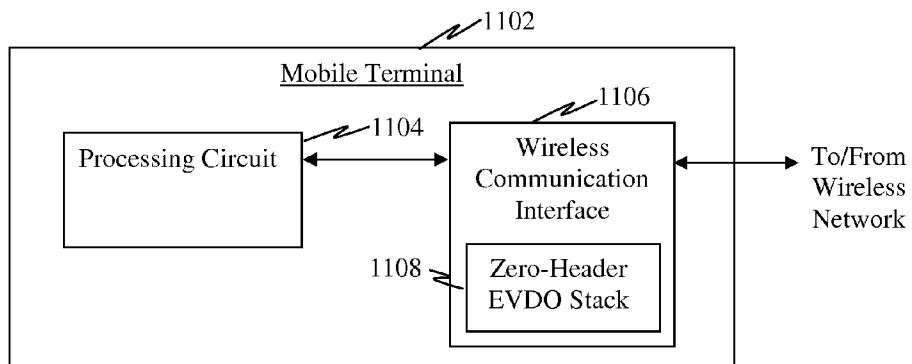 1102
Mobile Terminal
1106
1104
Processing Circuit
Wireless
Communication
Interface
To/From
Wireless
Network
1108
Zero-Header
EVDO Stack